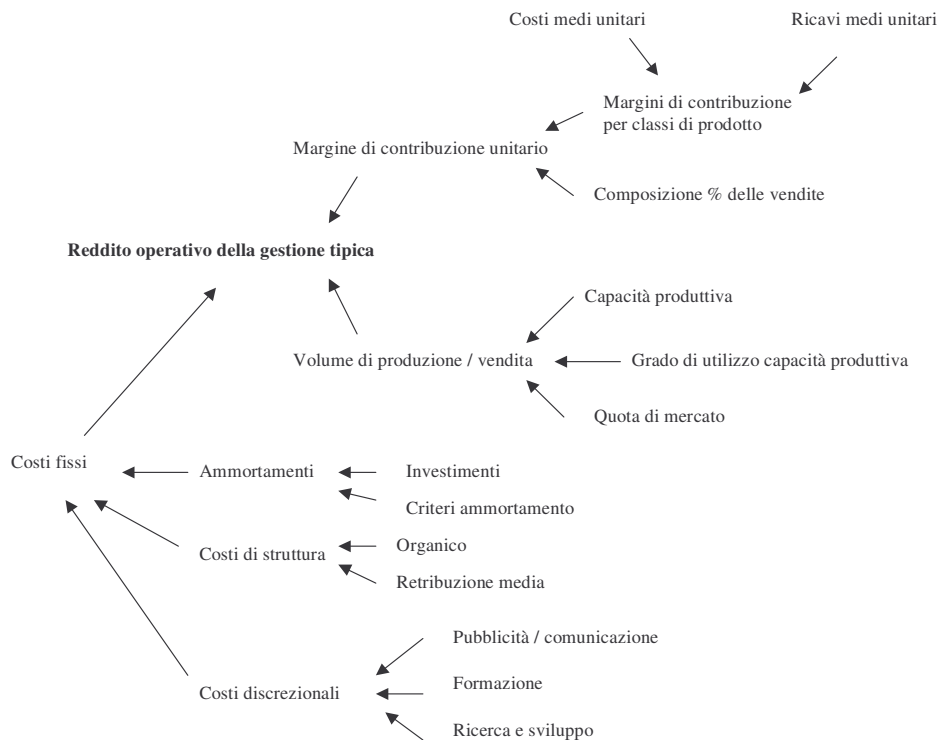 Costi medi unitari
Ricavi medi unitari
Margini di contribuzione
per classi di prodotto
Margine di contribuzione unitario
Composizione % delle vendite
Reddito operativo della gestione tipica
Capacità produttiva
Volume di produzione / vendita
Grado di utilizzo capacità produttiva
Quota di mercato
Costi fissi
Ammortamenti
Investimenti
Criteri ammortamento
Costi di struttura
Organico
Retribuzione media
Pubblicità / comunicazione
Costi discrezionali
Formazione
Ricerca e sviluppo